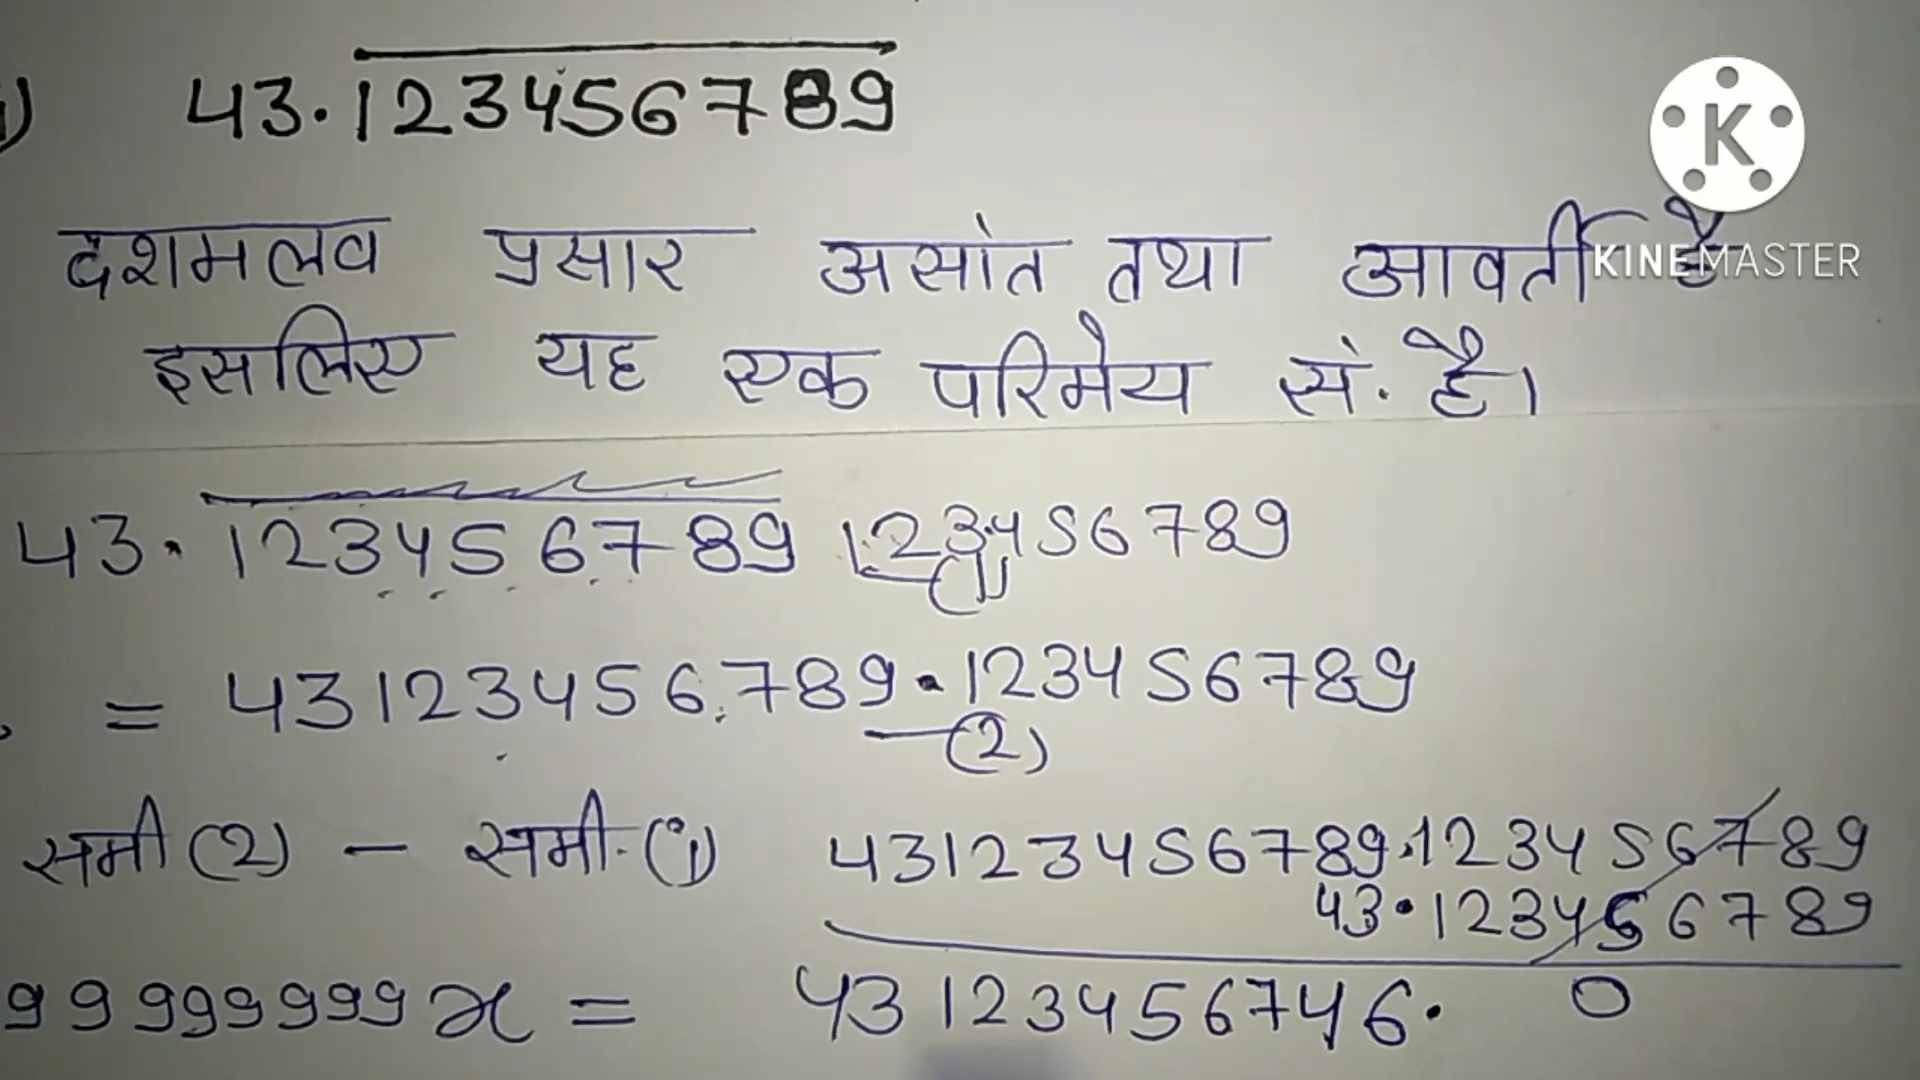 43.123456789
K
KINEMASTER
दशमलव प्रसार असांत तथा आवर्ती है
इसलिए यह एक परिमेय सं. है।
43.123456789 123456789
(1)
= 43123456789.123456789
(2)
समी (2) - समी. (1) 43123456789.123456789
43.123456789
999999999x = 43123456746. 0